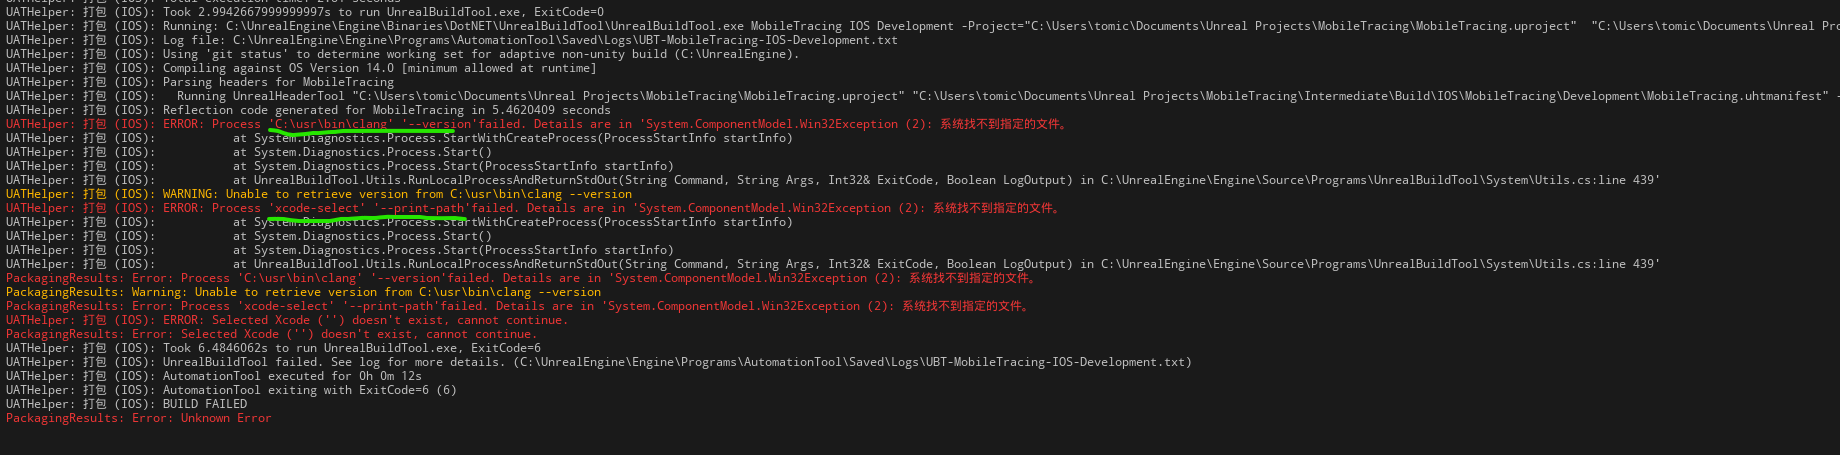 UATHelper: 打包 (IOS): Total execution time: 2.87 seconds
UATHelper: 打包 (IOS): Took 2.9942667999999997s to run UnrealBuildTool.exe, ExitCode=0
UATHelper: 打包 (IOS): Running: C:\UnrealEngine\Engine\Binaries\DotNET\UnrealBuildTool\UnrealBuildTool.exe MobileTracing IOS Development -Project="C:\Users\tomic\Documents\Unreal Projects\MobileTracing\MobileTracing.uproject"  "C:\Users\tomic\Documents\Unreal Pro
UATHelper: 打包 (IOS): Log file: C:\UnrealEngine\Engine\Programs\AutomationTool\Saved\Logs\UBT-MobileTracing-IOS-Development.txt
UATHelper: 打包 (IOS): Using 'git status' to determine working set for adaptive non-unity build (C:\UnrealEngine).
UATHelper: 打包 (IOS): Compiling against OS Version 14.0 [minimum allowed at runtime]
UATHelper: 打包 (IOS): Parsing headers for MobileTracing
UATHelper: 打包 (IOS):   Running UnrealHeaderTool "C:\Users\tomic\Documents\Unreal Projects\MobileTracing\MobileTracing.uproject" "C:\Users\tomic\Documents\Unreal Projects\MobileTracing\Intermediate\Build\IOS\MobileTracing\Development\MobileTracing.uhtmanifest" -
UATHelper: 打包 (IOS): Reflection code generated for MobileTracing in 5.4620409 seconds
UATHelper: 打包 (IOS): ERROR: Process 'C:\usr\bin\clang' '--version'failed. Details are in 'System.ComponentModel.Win32Exception (2): 系统找不到指定的文件。
UATHelper: 打包 (IOS):           at System.Diagnostics.Process.StartWithCreateProcess(ProcessStartInfo startInfo)
UATHelper: 打包 (IOS):           at System.Diagnostics.Process.Start()
UATHelper: 打包 (IOS):           at System.Diagnostics.Process.Start(ProcessStartInfo startInfo)
UATHelper: 打包 (IOS):           at UnrealBuildTool.Utils.RunLocalProcessAndReturnStdOut(String Command, String Args, Int32& ExitCode, Boolean LogOutput) in C:\UnrealEngine\Engine\Source\Programs\UnrealBuildTool\System\Utils.cs:line 439'
UATHelper: 打包 (IOS): WARNING: Unable to retrieve version from C:\usr\bin\clang --version
UATHelper: 打包 (IOS): ERROR: Process 'xcode-select' '--print-path'failed. Details are in 'System.ComponentModel.Win32Exception (2): 系统找不到指定的文件。
UATHelper: 打包 (IOS):           at System.Diagnostics.Process.StartWithCreateProcess(ProcessStartInfo startInfo)
UATHelper: 打包 (IOS):           at System.Diagnostics.Process.Start()
UATHelper: 打包 (IOS):           at System.Diagnostics.Process.Start(ProcessStartInfo startInfo)
UATHelper: 打包 (IOS):           at UnrealBuildTool.Utils.RunLocalProcessAndReturnStdOut(String Command, String Args, Int32& ExitCode, Boolean LogOutput) in C:\UnrealEngine\Engine\Source\Programs\UnrealBuildTool\System\Utils.cs:line 439'
PackagingResults: Error: Process 'C:\usr\bin\clang' '--version'failed. Details are in 'System.ComponentModel.Win32Exception (2): 系统找不到指定的文件。
PackagingResults: Warning: Unable to retrieve version from C:\usr\bin\clang --version
PackagingResults: Error: Process 'xcode-select' '--print-path'failed. Details are in 'System.ComponentModel.Win32Exception (2): 系统找不到指定的文件。
UATHelper: 打包 (IOS): ERROR: Selected Xcode ('') doesn't exist, cannot continue.
PackagingResults: Error: Selected Xcode ('') doesn't exist, cannot continue.
UATHelper: 打包 (IOS): Took 6.4846062s to run UnrealBuildTool.exe, ExitCode=6
UATHelper: 打包 (IOS): UnrealBuildTool failed. See log for more details. (C:\UnrealEngine\Engine\Programs\AutomationTool\Saved\Logs\UBT-MobileTracing-IOS-Development.txt)
UATHelper: 打包 (IOS): AutomationTool executed for 0h 0m 12s
UATHelper: 打包 (IOS): AutomationTool exiting with ExitCode=6 (6)
UATHelper: 打包 (IOS): BUILD FAILED
PackagingResults: Error: Unknown Error